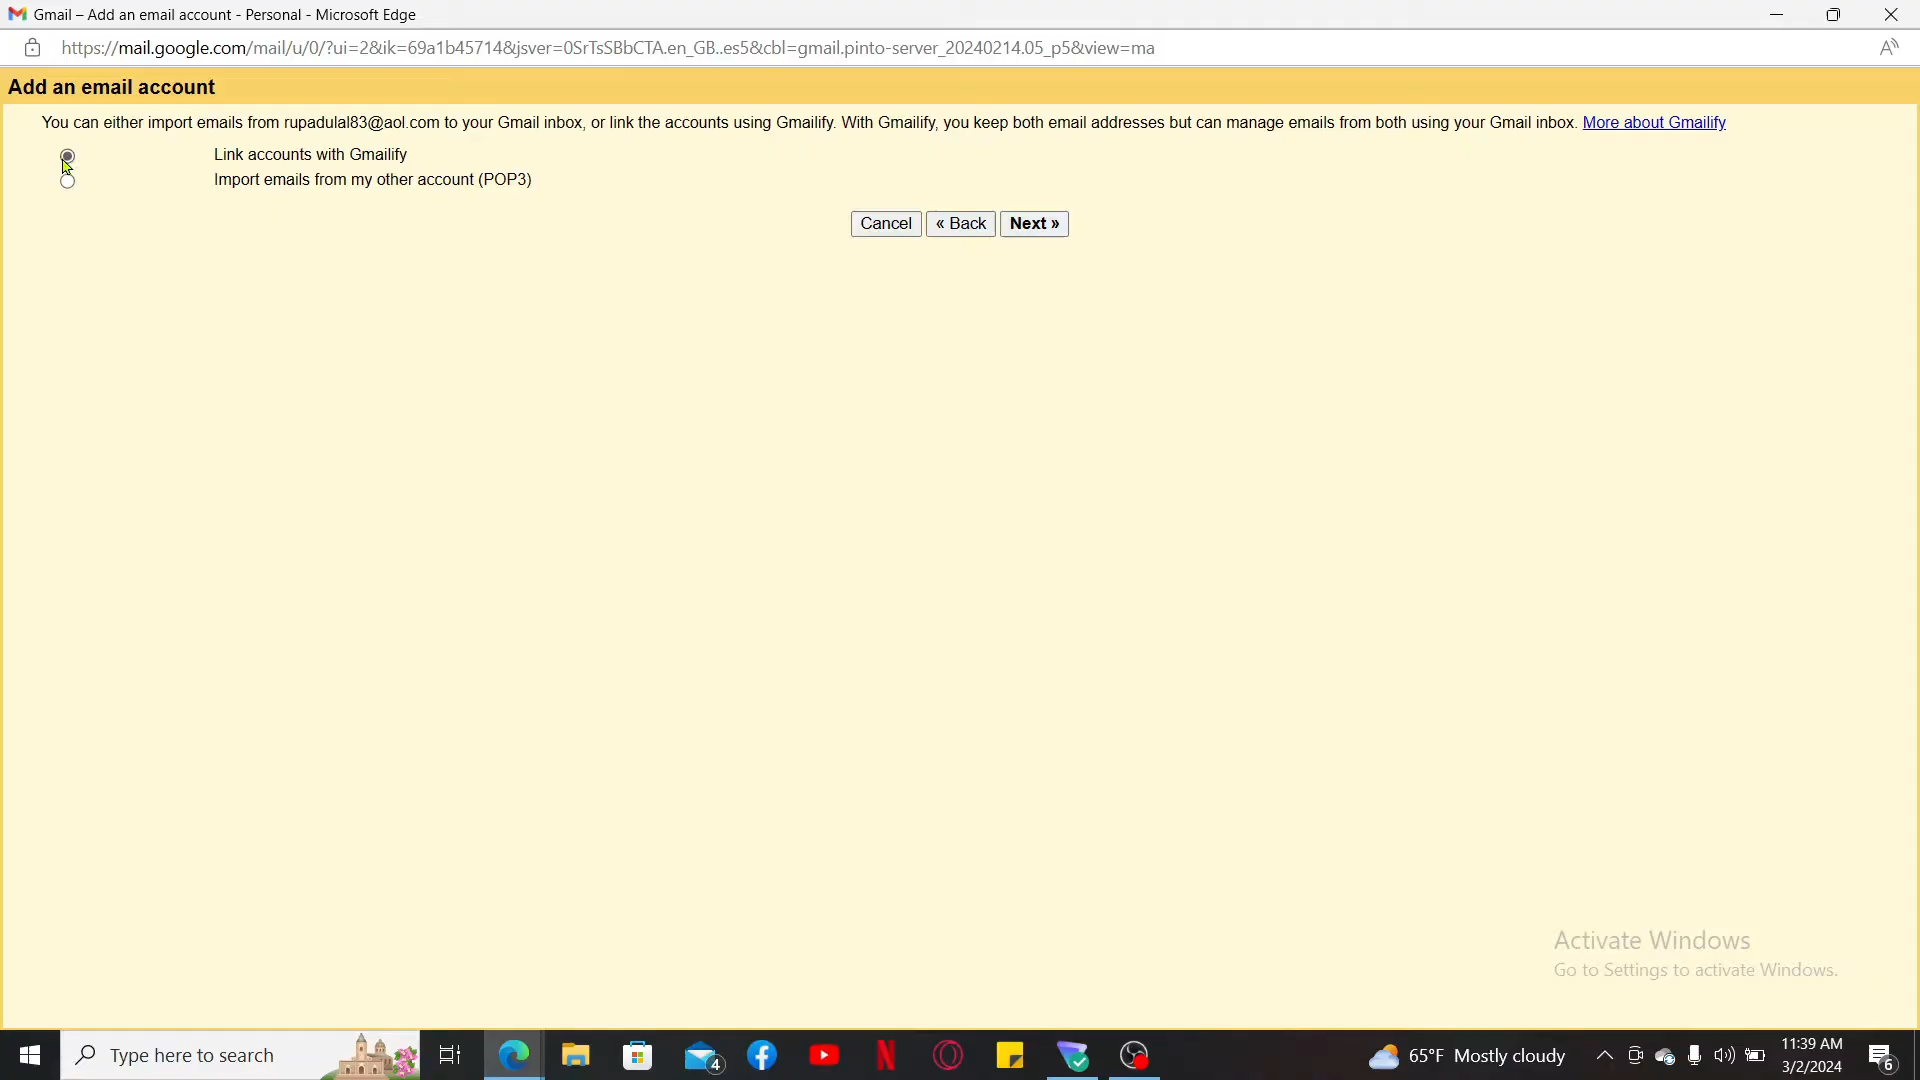 Gmail – Add an email account - Personal - Microsoft Edge
https://mail.google.com/mail/u/0/?ui=2&ik=69a1b45714&jsver=0SrTsSBbCTA.en_GB..es5&cbl=gmail.pinto-server_20240214.05_p5&view=ma
Add an email account
You can either import emails from rupadulal83@aol.com to your Gmail inbox, or link the accounts using Gmailify. With Gmailify, you keep both email addresses but can manage emails from both using your Gmail inbox. More about Gmailify
Link accounts with Gmailify
Import emails from my other account (POP3)
Cancel « Back Next »
Activate Windows
Go to Settings to activate Windows.
Type here to search
4
N
65°F Mostly cloudy
11:39 AM
3/2/2024
6